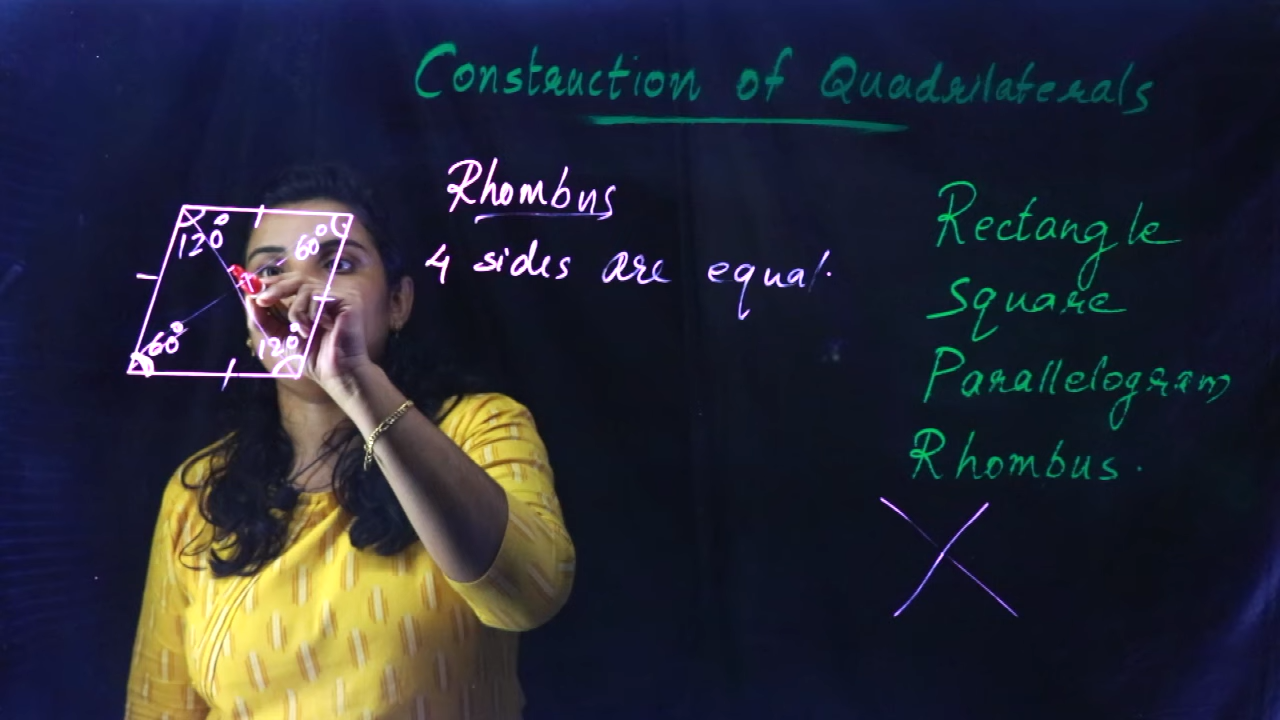 Construction of Quadrilaterals
Rhombus
4 sides are equal.
120° 60°
60° 120°
Rectangle
Square
Parallelogram
Rhombus.